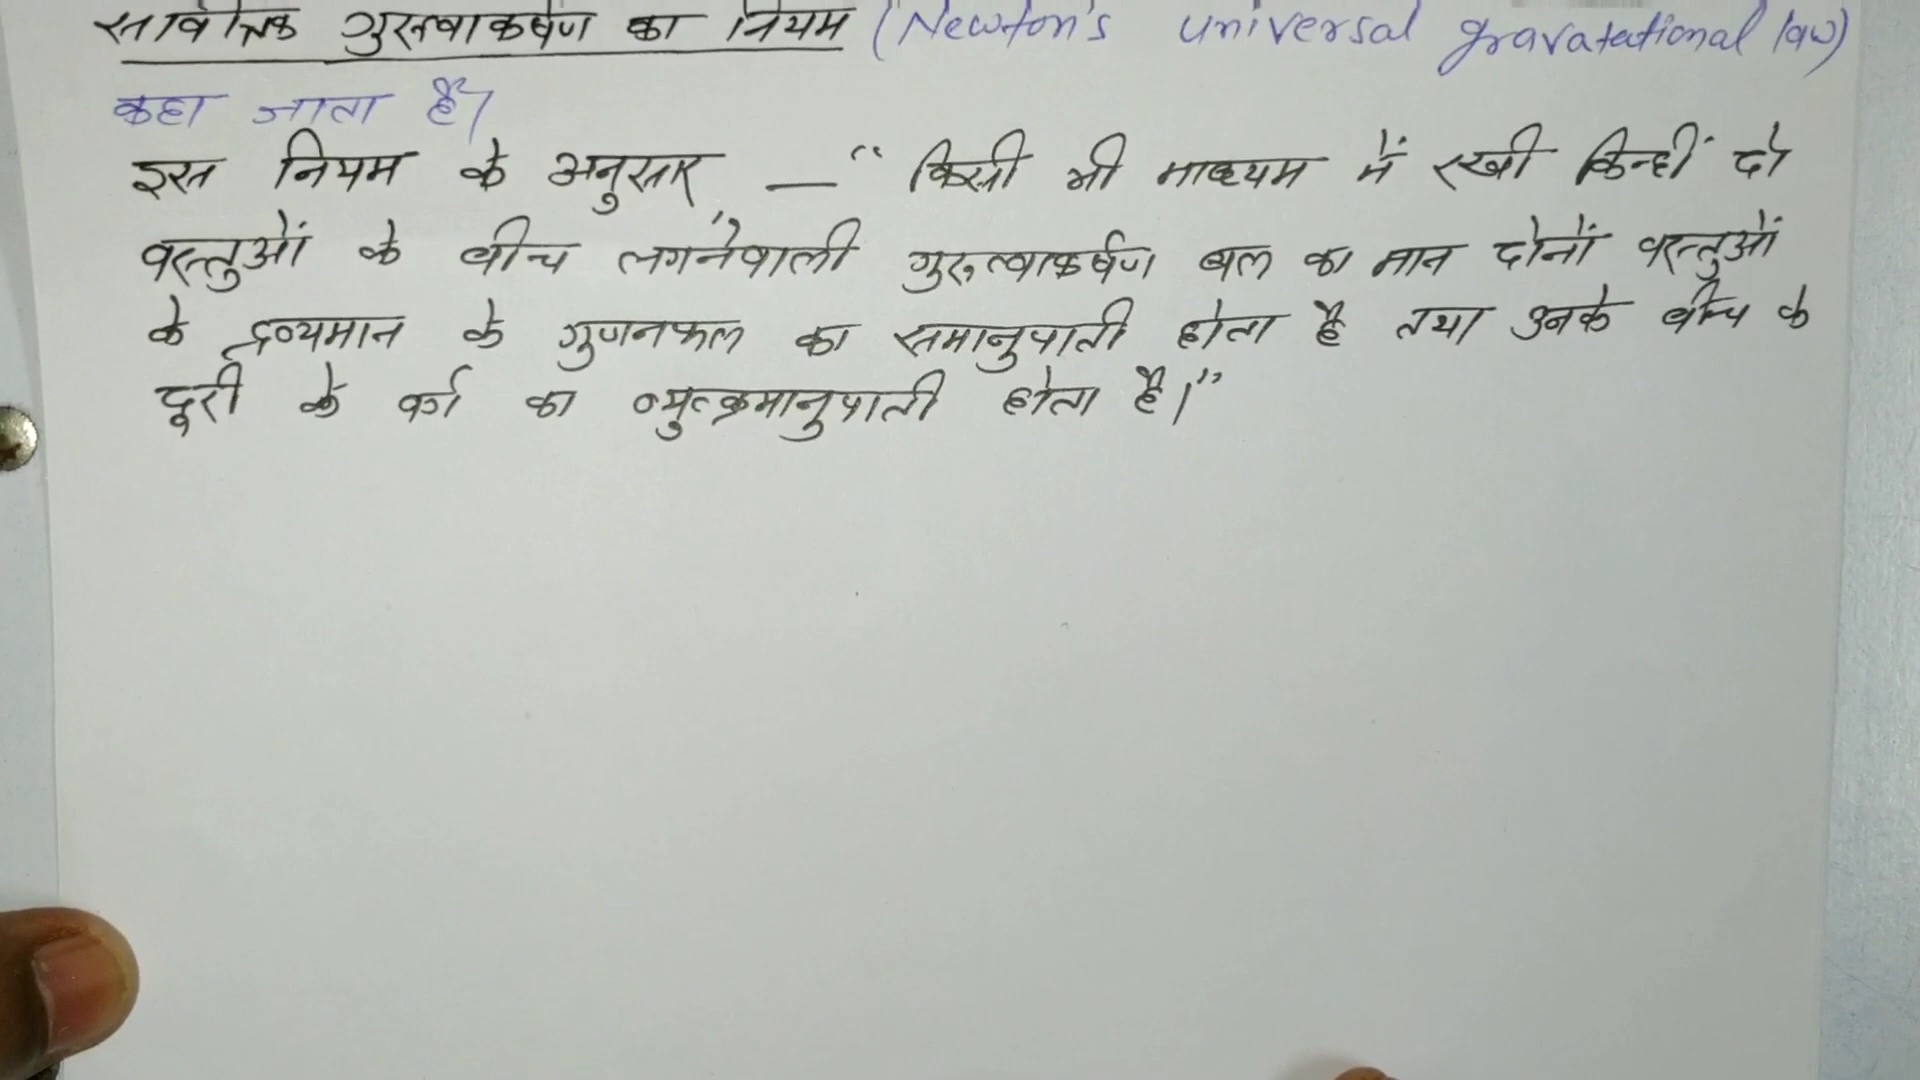 सार्वत्रिक गुरुत्वाकर्षण का नियम (Newton's universal gravatational law)
कहा जाता है।
इस नियम के अनुसार — “किसी भी माध्यम में रखी किन्हीं दो
वस्तुओं के बीच लगनेवाली गुरुत्वाकर्षण बल का मान दोनों वस्तुओं
के द्रव्यमान के गुणनफल का समानुपाती होता है तथा उनके बीच के
दूरी के वर्ग का व्युत्क्रमानुपाती होता है।”